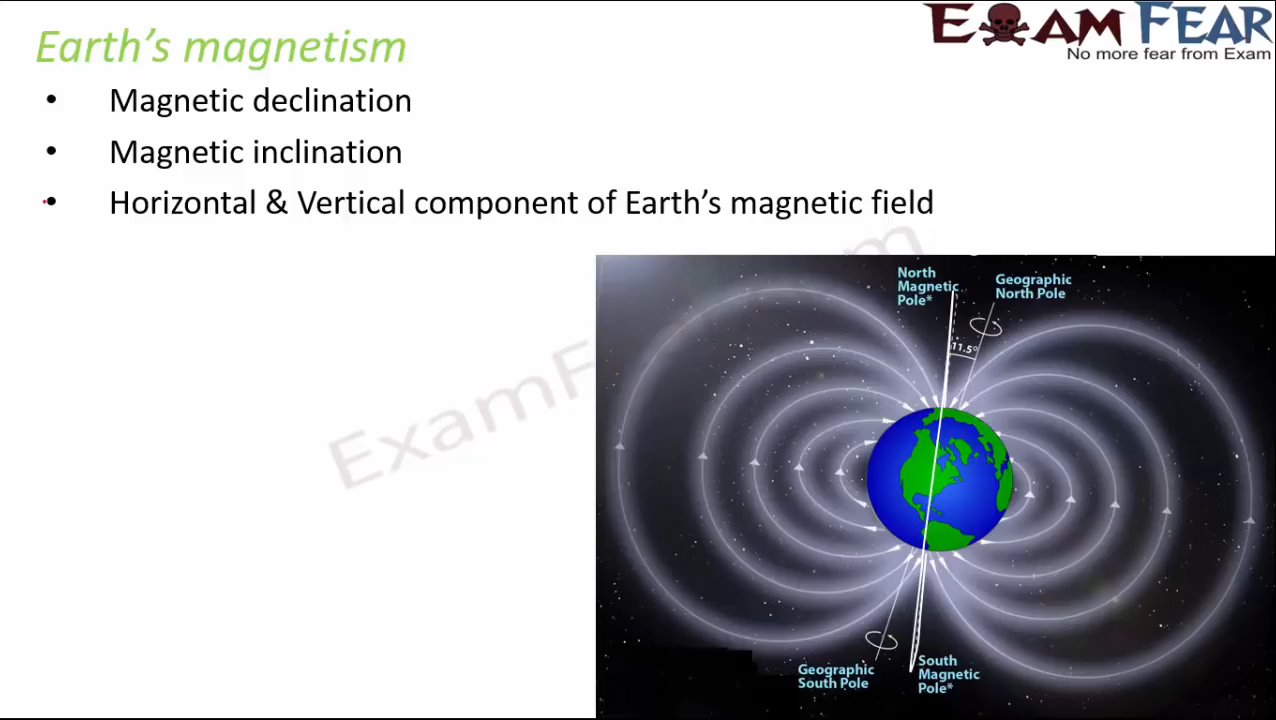 Earth's magnetism
EXAM FEAR
No more fear from Exam
• Magnetic declination
• Magnetic inclination
• Horizontal & Vertical component of Earth's magnetic field
North
Magnetic
Pole*
Geographic
North Pole
11.5°
Geographic
South Pole
South
Magnetic
Pole*